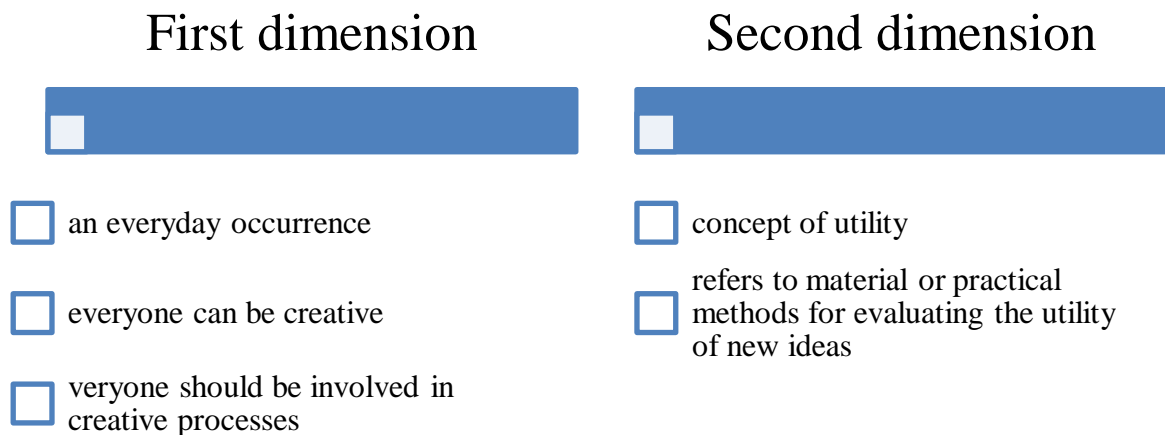 First dimension
an everyday occurrence
everyone can be creative
veryone should be involved in
creative processes
Second dimension
concept of utility
refers to material or practical
methods for evaluating the utility
of new ideas